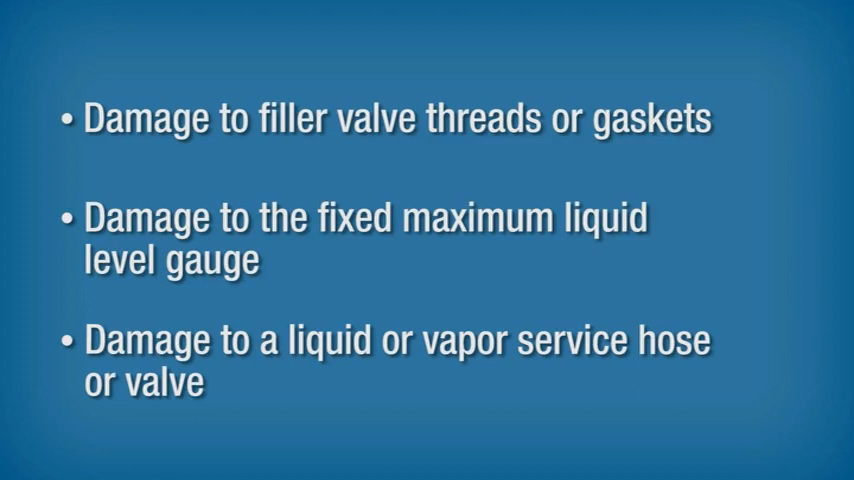 • Damage to filler valve threads or gaskets
• Damage to the fixed maximum liquid
level gauge
• Damage to a liquid or vapor service hose
or valve